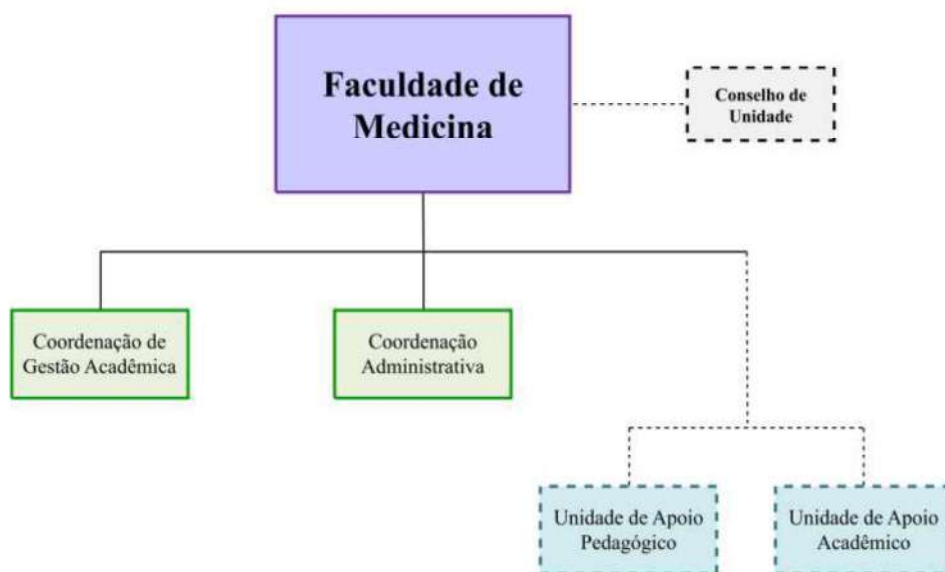 Faculdade de
Medicina
Conselho de
Unidade
Coordenação de
Gestão Acadêmica
Coordenação
Administrativa
Unidade de Apoio
Pedagógico
Unidade de Apoio
Acadêmico